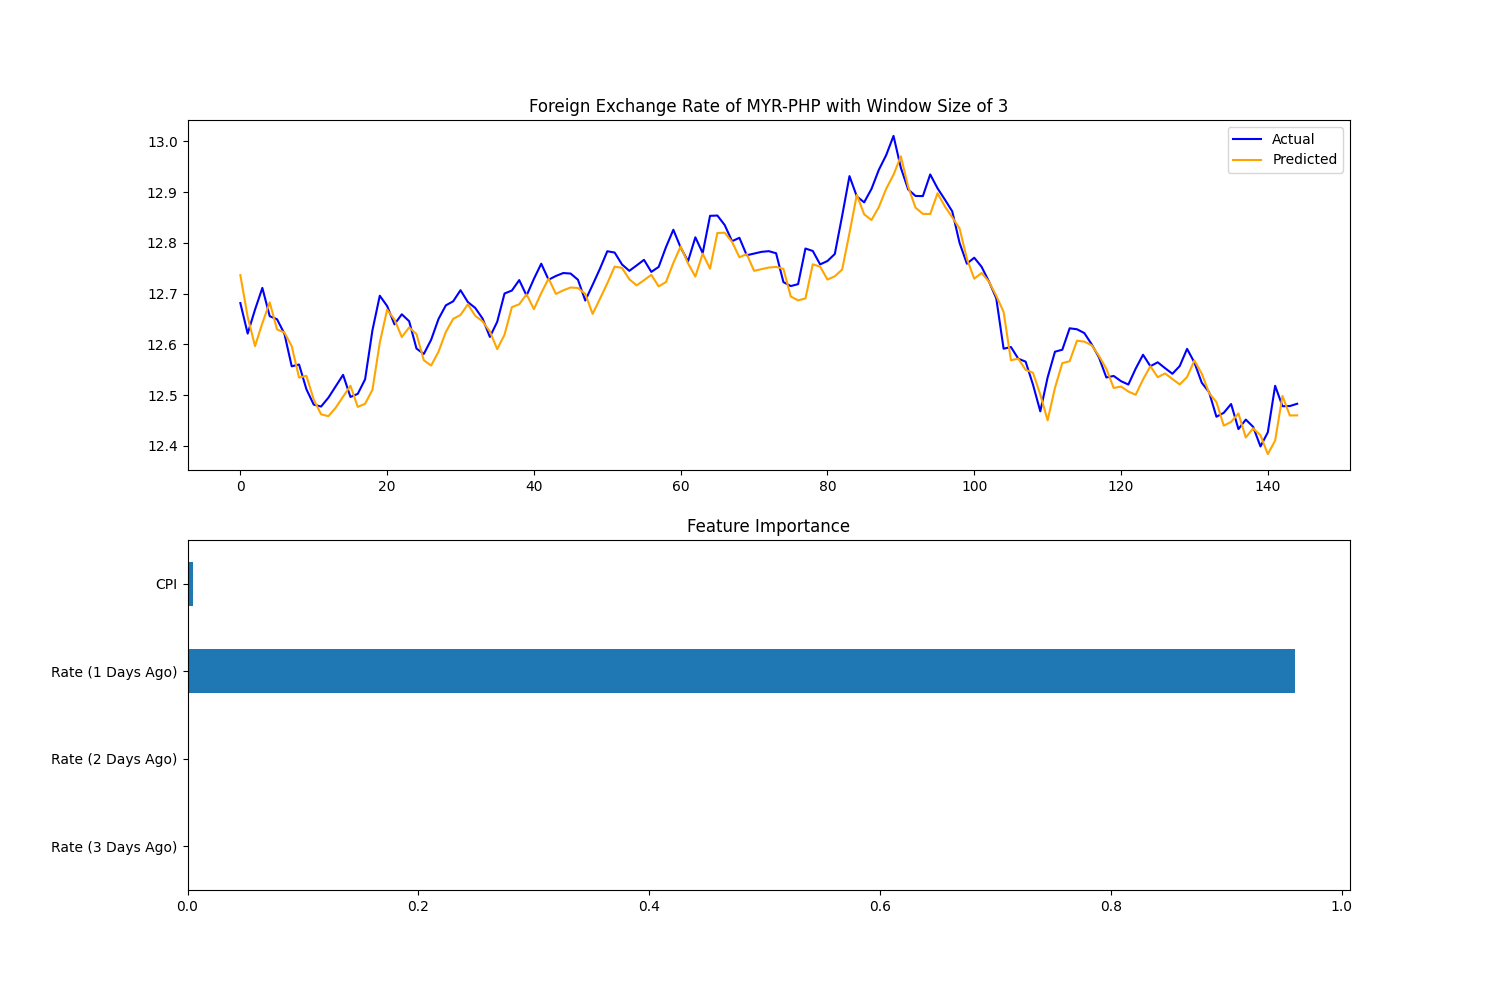 Foreign Exchange Rate of MYR-PHP with Window Size of 3
Actual
Predicted
13.0
12.9
12.8
12.7
12.6
12.5
12.4
0 20 40 60 80 100 120 140
Feature Importance
CPI
Rate (1 Days Ago)
Rate (2 Days Ago)
Rate (3 Days Ago)
0.0 0.2 0.4 0.6 0.8 1.0